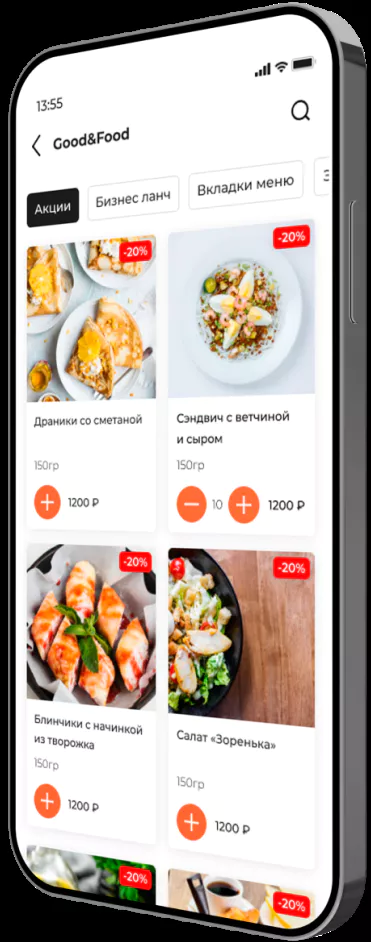 13:55
Good&Food
Акции
Бизнес ланч
Вкладки меню
-20%
-20%
Драники со сметаной
150гр
1200 ₽
Сэндвич с ветчиной
и сыром
150гр
10
1200 ₽
-20%
-20%
Блинчики с начинкой
из творожка
150гр
1200 ₽
Салат «Зоренька»
150гр
1200 ₽
-20%
-20%